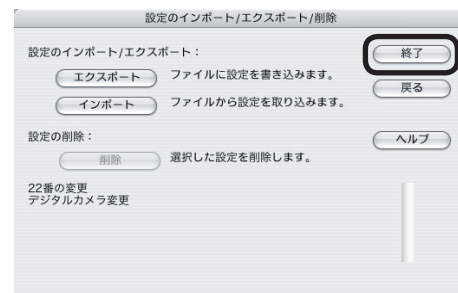 設定のインポート/エクスポート/削除
設定のインポート/エクスポート：
エクスポート ファイルに設定を書き込みます。
インポート ファイルから設定を取り込みます。
設定の削除：
削除 選択した設定を削除します。
22番の変更
デジタルカメラ変更
終了
戻る
ヘルプ